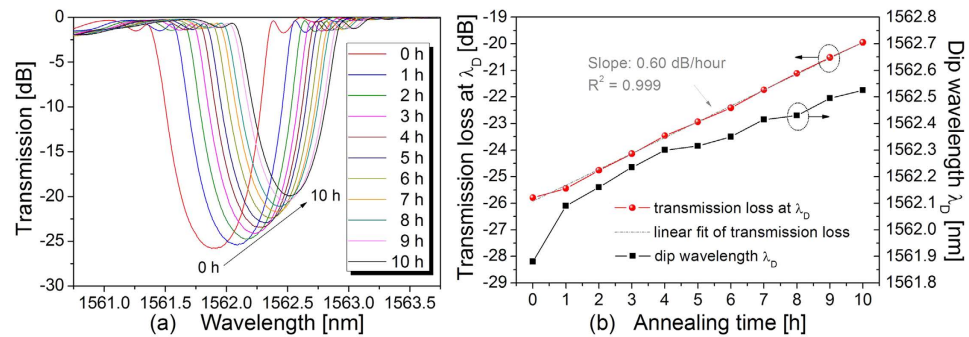 Transmission [dB]
0
-5
-10
-15
-20
-25
-30
0 h
1 h
2 h
3 h
4 h
5 h
6 h
7 h
8 h
9 h
10 h
10 h
0 h
1561.0 1561.5 1562.0 1562.5 1563.0 1563.5
(a) Wavelength [nm]
Transmission loss at λD [dB]
-19
-20
-21
-22
-23
-24
-25
-26
-27
-28
-29
Slope: 0.60 dB/hour
R² = 0.999
transmission loss at λD
linear fit of transmission loss
dip wavelength λD
0 1 2 3 4 5 6 7 8 9 10
(b) Annealing time [h]
1562.8
1562.7
1562.6
1562.5
1562.4
1562.3
1562.2
1562.1
1562.0
1561.9
1561.8
Dip wavelength λD [nm]